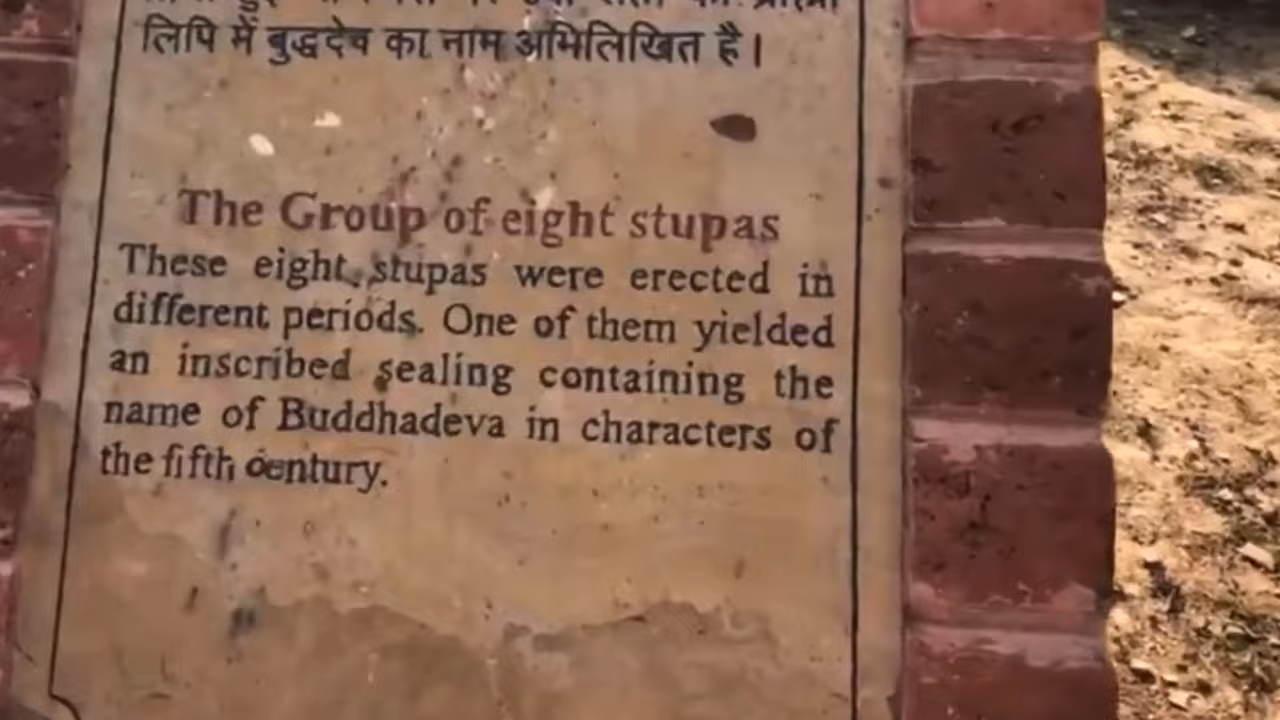 लिपि में बुद्धदेव का नाम अभिलिखित है।
The Group of eight stupas
These eight stupas were erected in
different periods. One of them yielded
an inscribed sealing containing the
name of Buddhadeva in characters of
the fifth century.